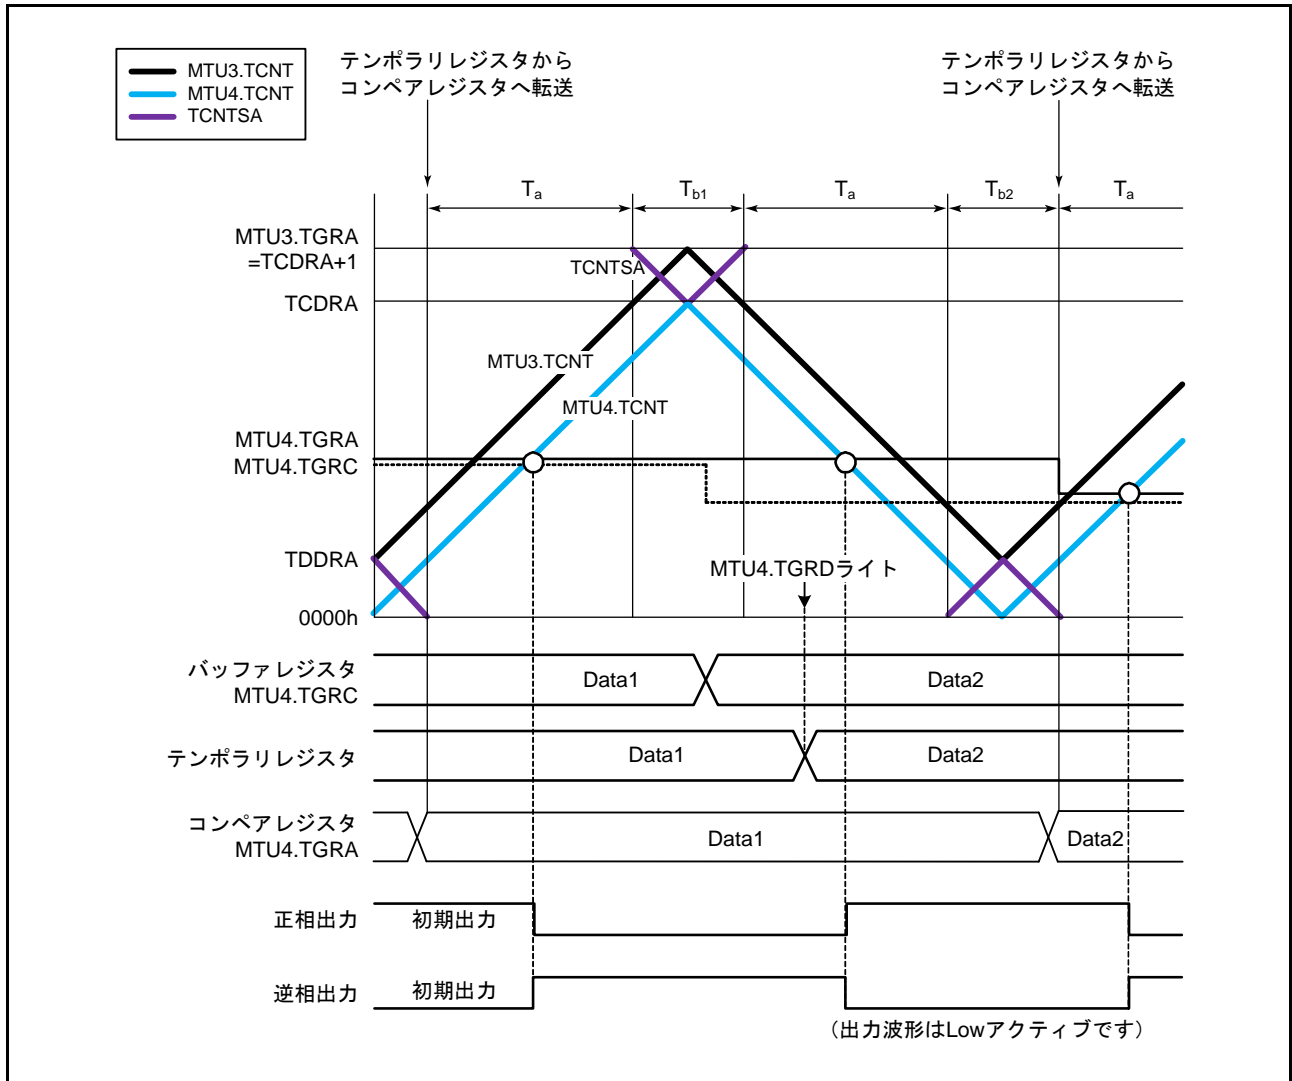 MTU3.TCNT
MTU4.TCNT
TCNTSA
テンポラリレジスタから
コンペアレジスタへ転送
テンポラリレジスタから
コンペアレジスタへ転送
Ta
Tb1
Ta
Tb2
Ta
MTU3.TGRA
=TCDRA+1
TCNTSA
TCDRA
MTU3.TCNT
MTU4.TCNT
MTU4.TGRA
MTU4.TGRC
TDDRA
MTU4.TGRDライト
0000h
バッファレジスタ
MTU4.TGRC
Data1
Data2
テンポラリレジスタ
Data1
Data2
コンペアレジスタ
MTU4.TGRA
Data1
Data2
正相出力
初期出力
逆相出力
初期出力
（出力波形はLowアクティブです）